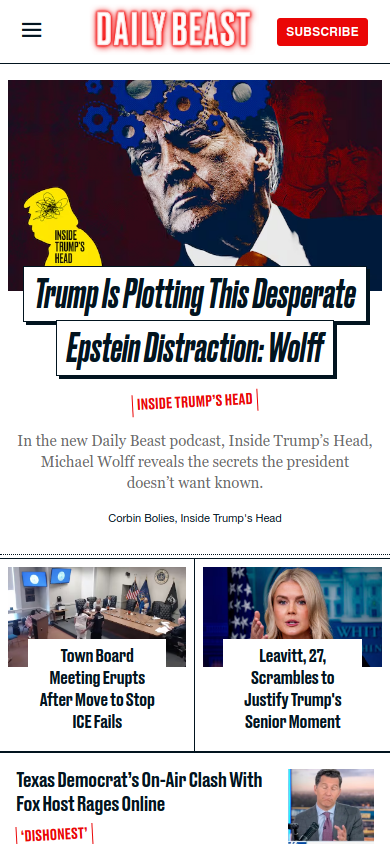 DAILY BEAST
SUBSCRIBE
INSIDE
TRUMP'S
HEAD
Trump Is Plotting This Desperate
Epstein Distraction: Wolff
INSIDE TRUMP'S HEAD
In the new Daily Beast podcast, Inside Trump's Head,
Michael Wolff reveals the secrets the president
doesn't want known.
Corbin Bolies, Inside Trump's Head
Town Board
Meeting Erupts
After Move to Stop
ICE Fails
WHIT
Leavitt, 27,
Scrambles to
Justify Trump's
Senior Moment
Texas Democrat's On-Air Clash With
Fox Host Rages Online
'DISHONEST'